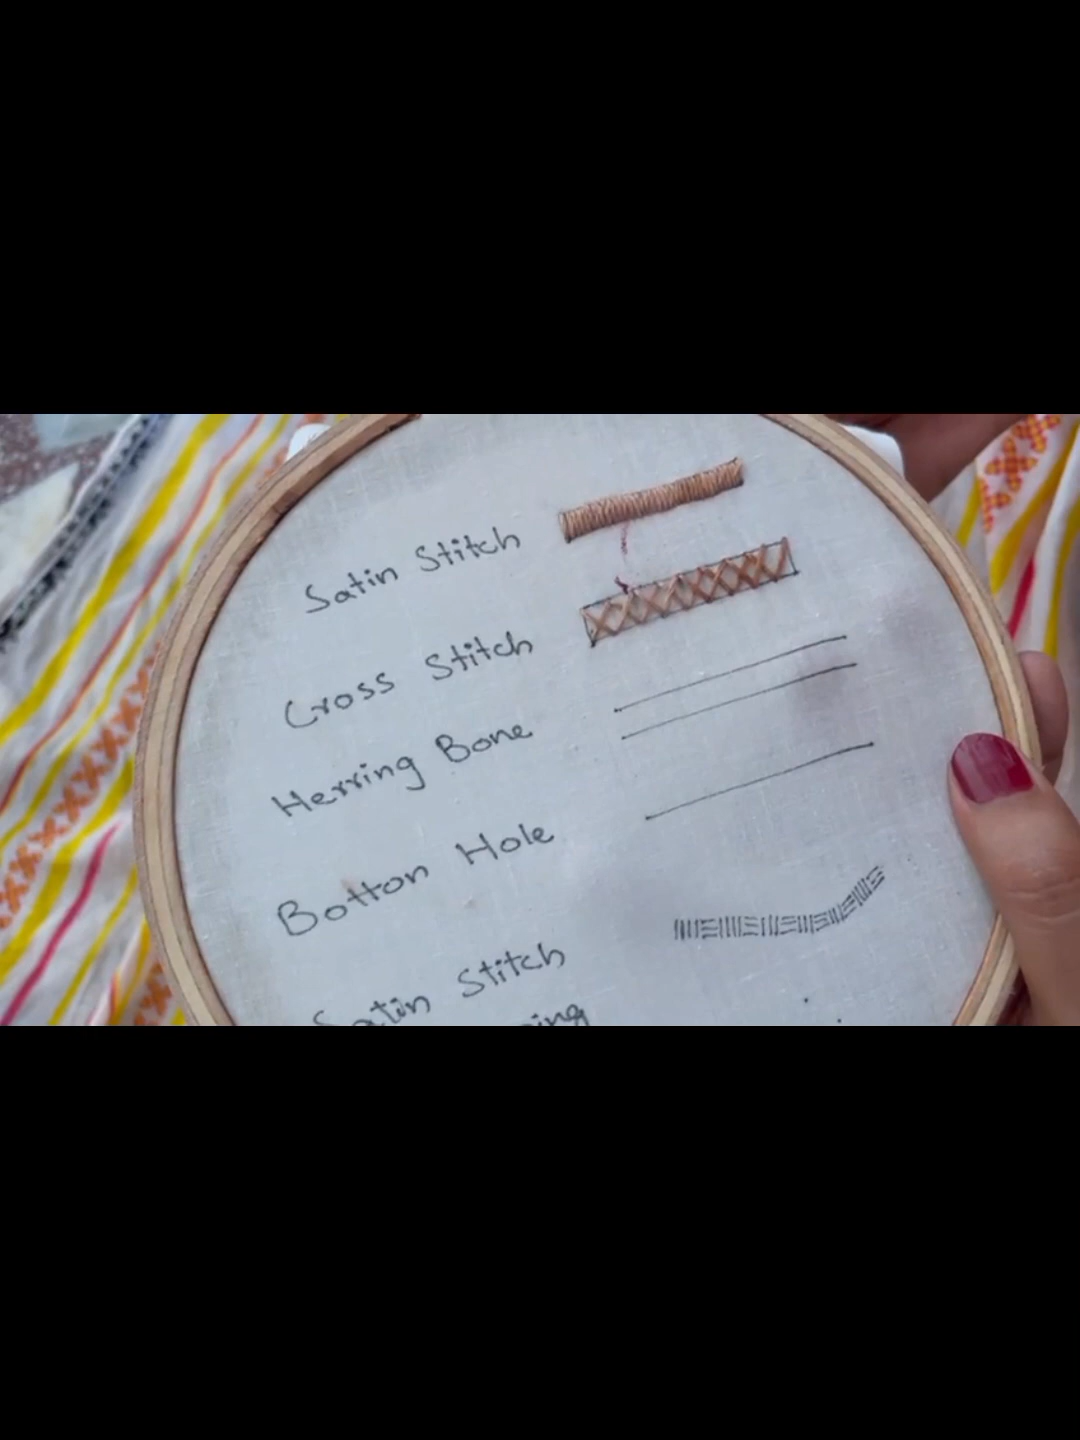 Satin Stitch
Cross Stitch
Herring Bone
Botton Hole
Satin Stitch